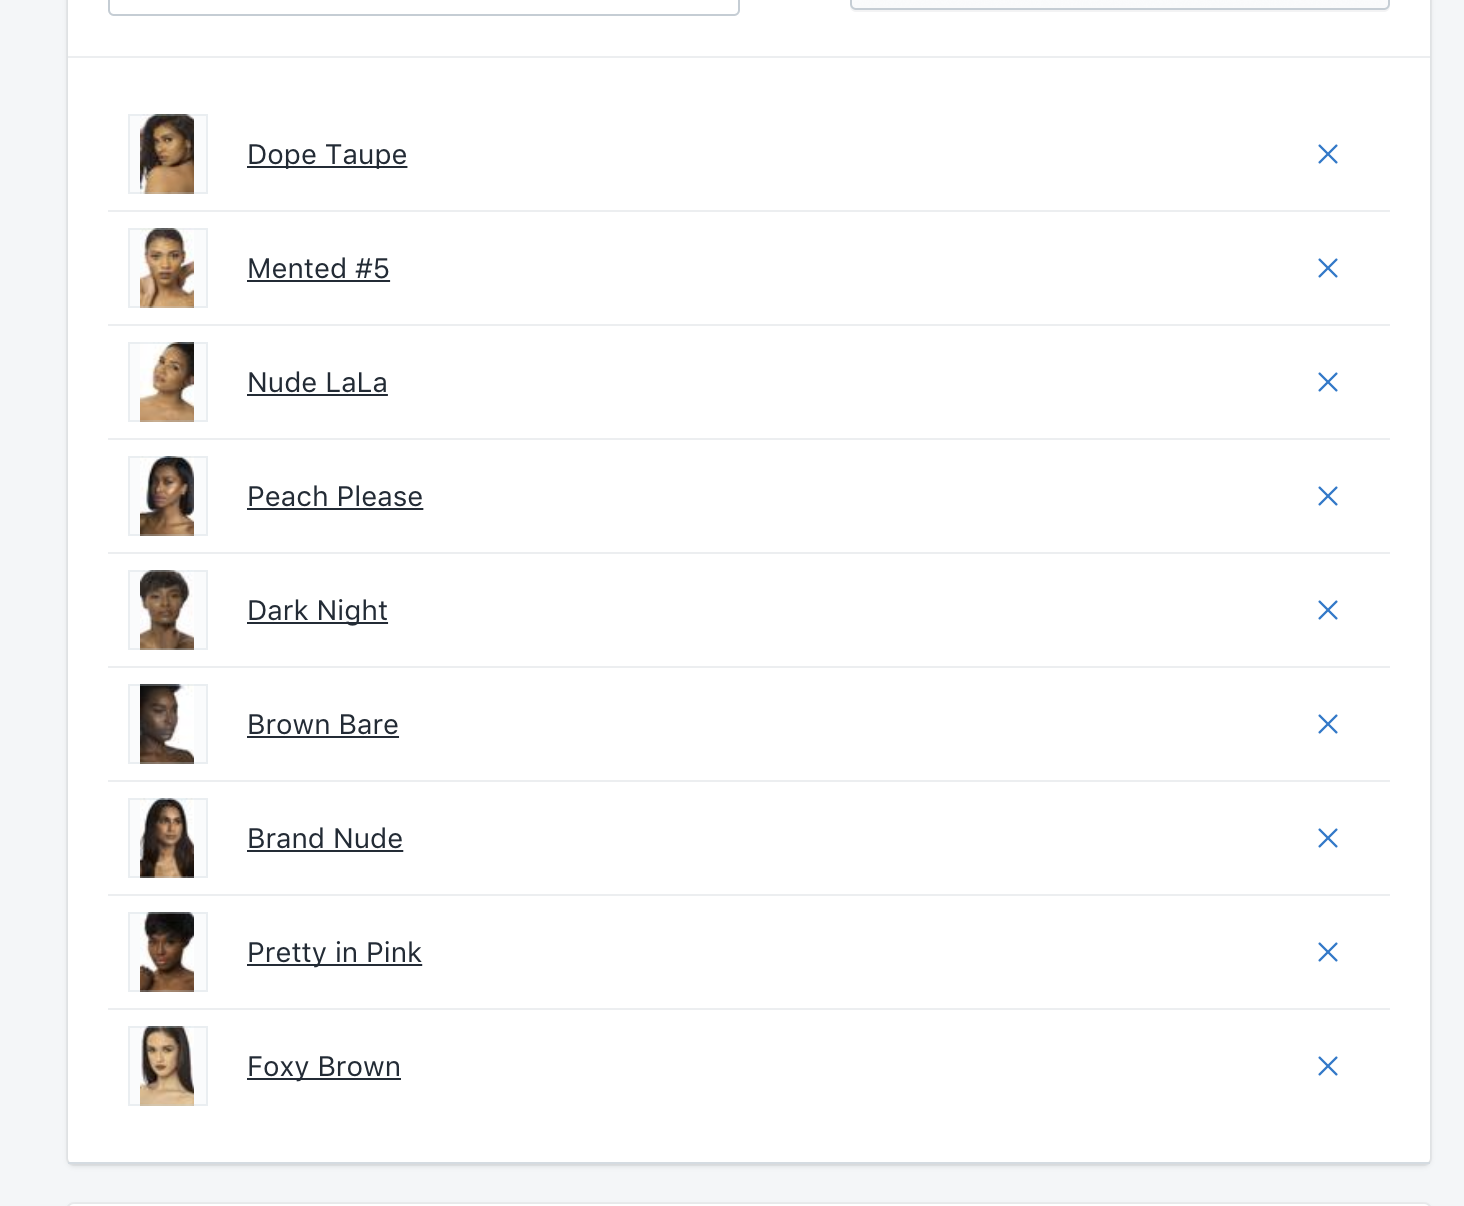 Dope Taupe
Mented #5
Nude LaLa
Peach Please
Dark Night
Brown Bare
Brand Nude
Pretty in Pink
Foxy Brown